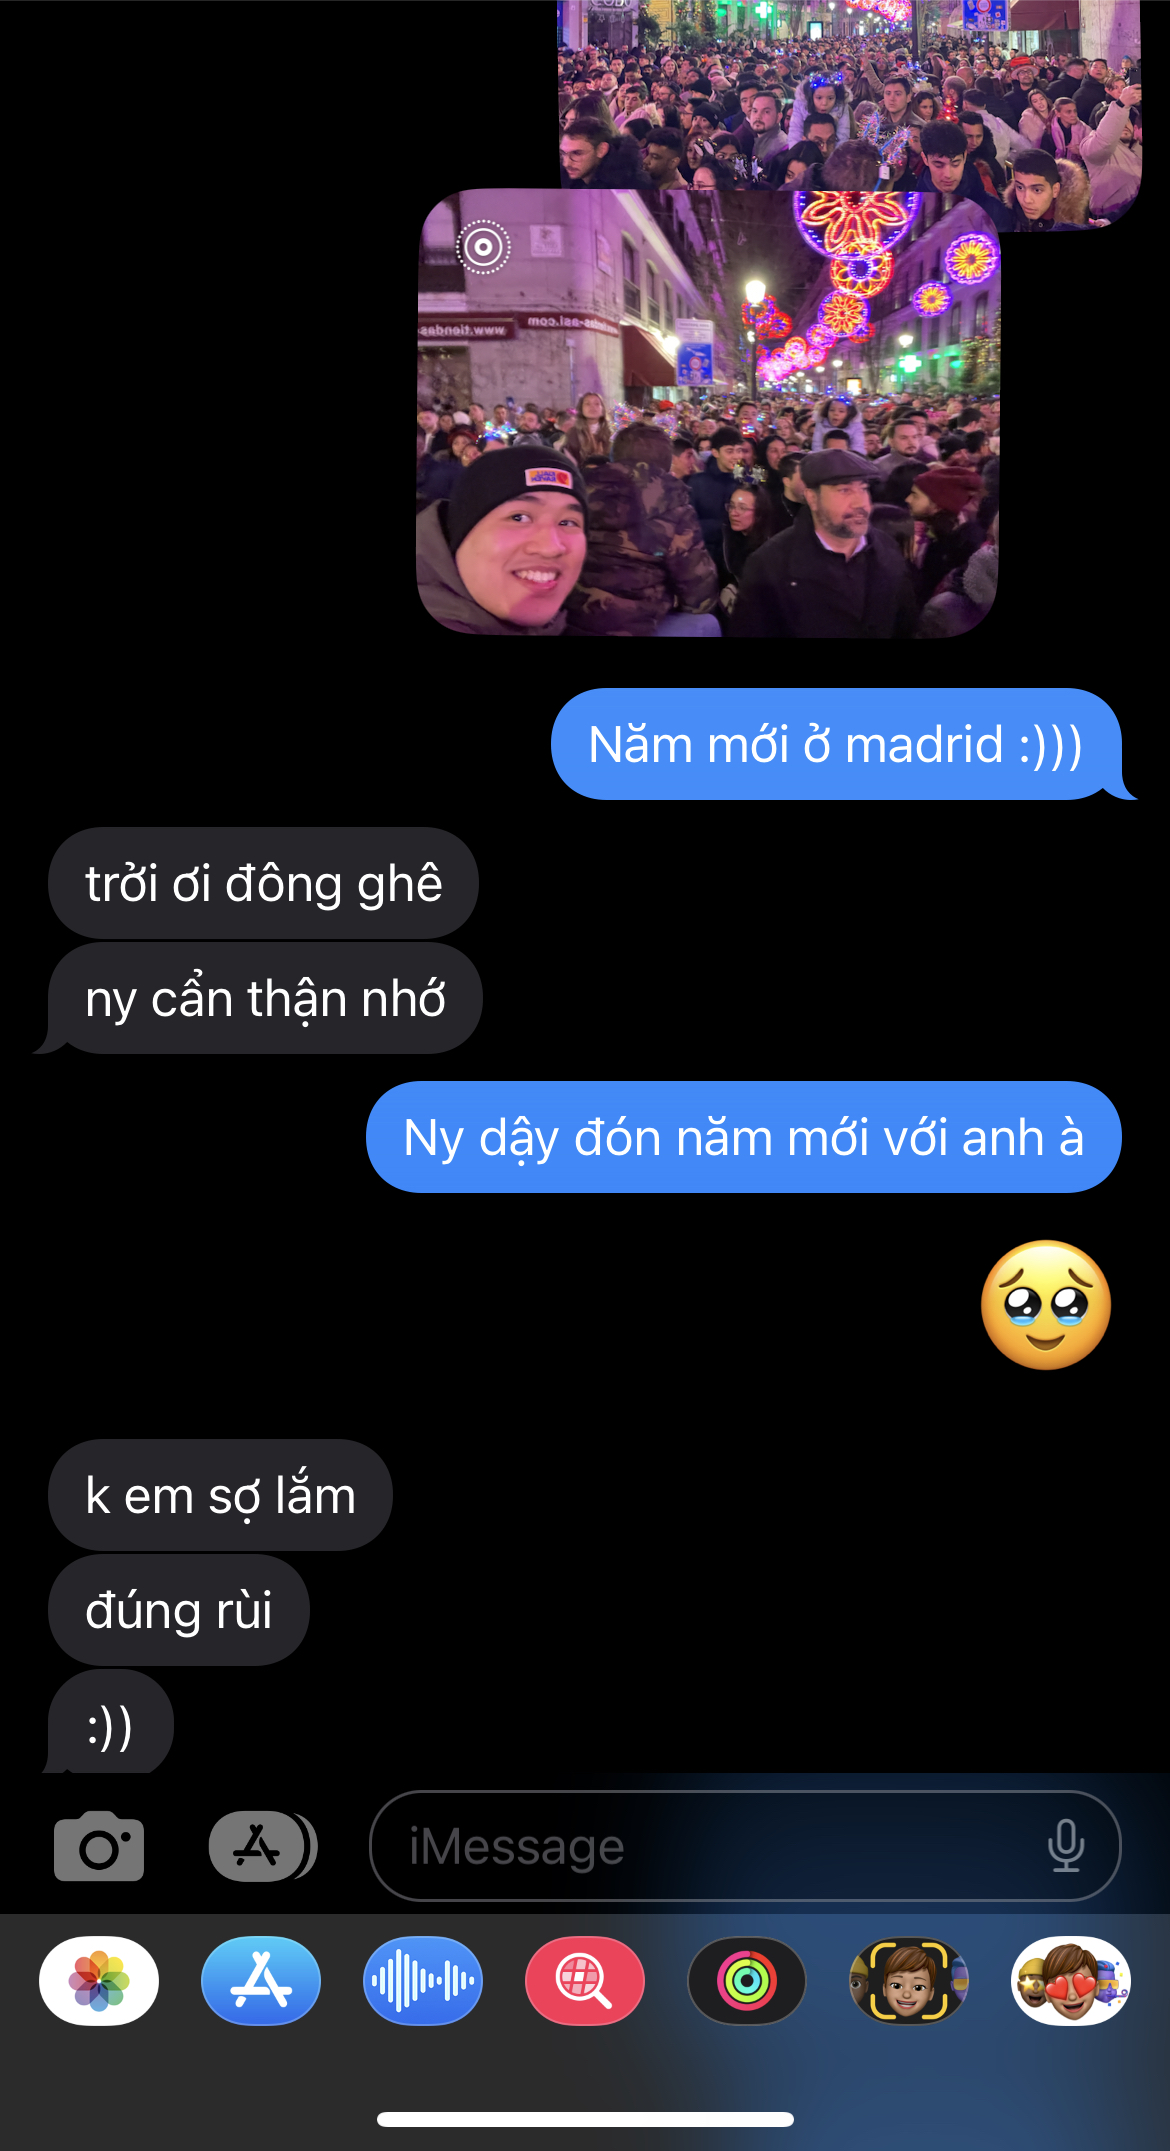 Năm mới ở madrid :)))
trởi ơi đông ghê
ny cẩn thận nhớ
Ny dậy đón năm mới với anh à
k em sợ lắm
đúng rùi
:))
iMessage